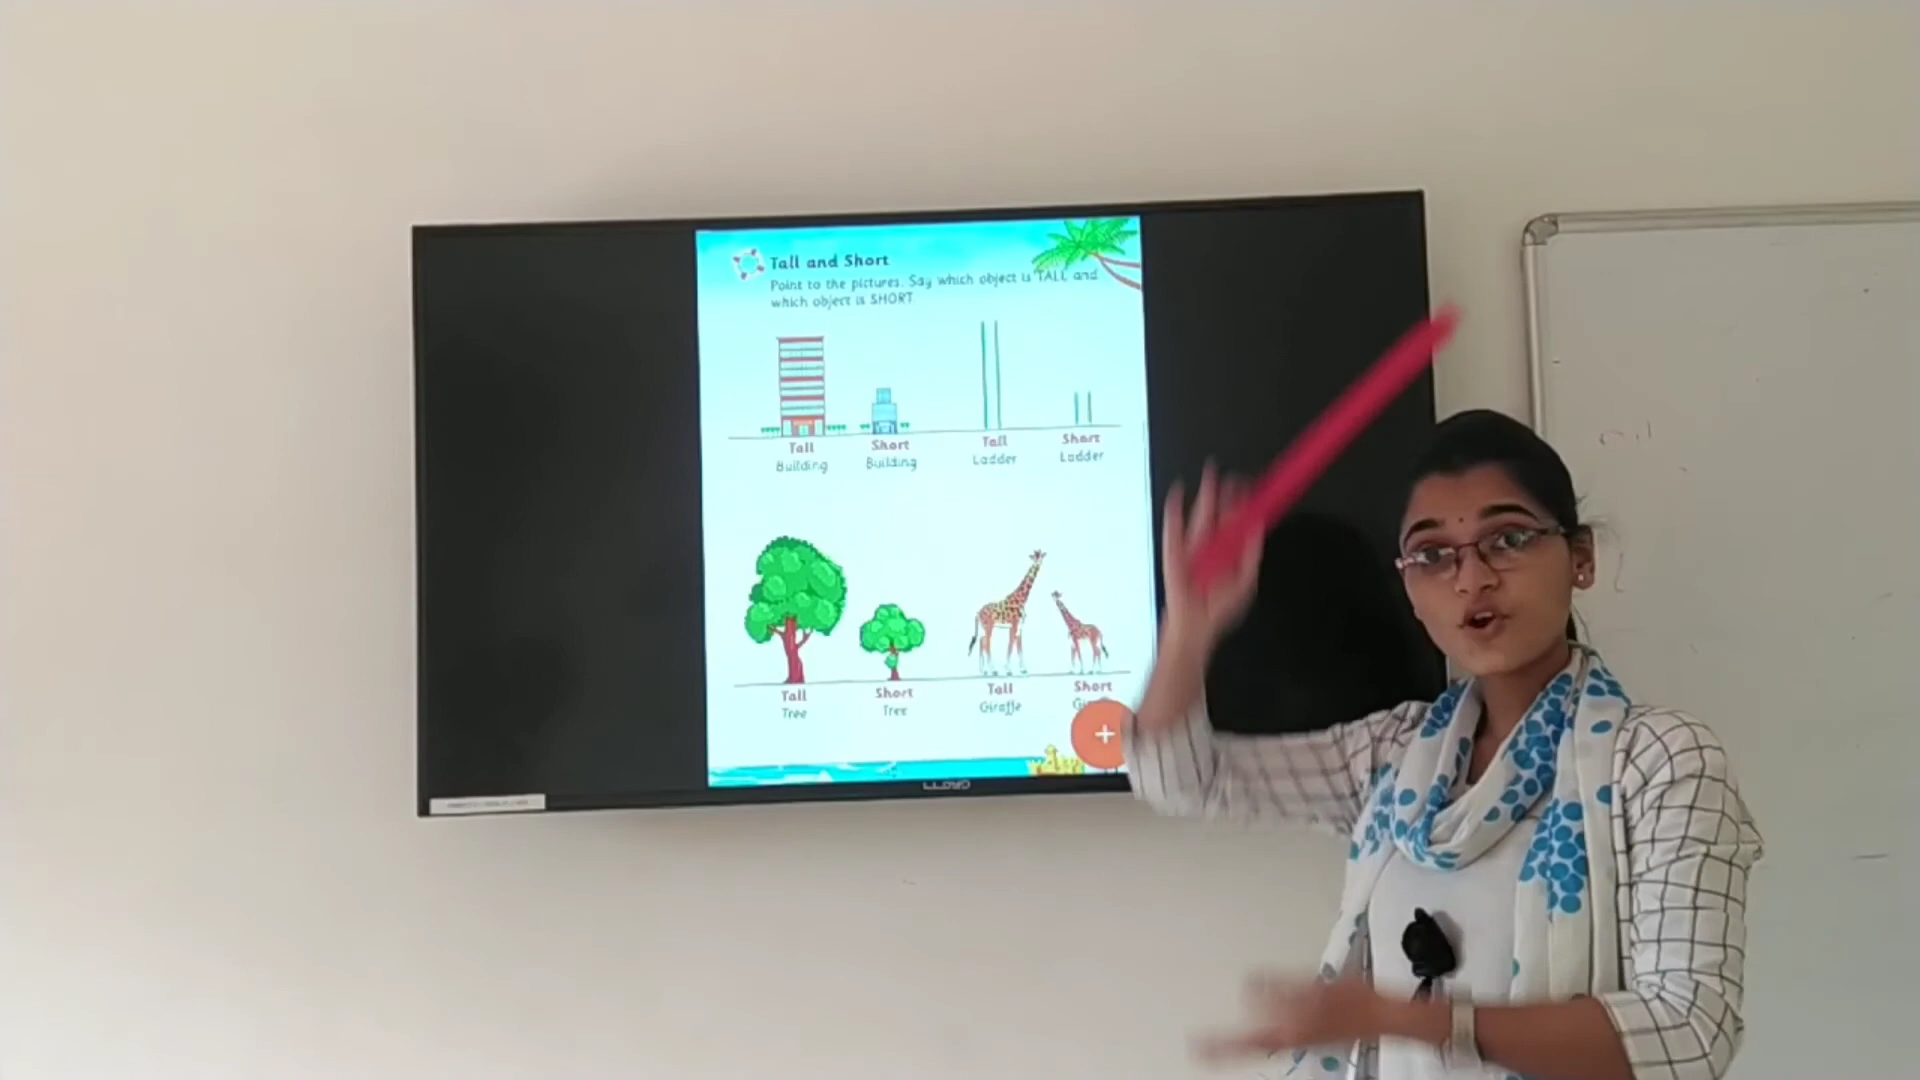 Tall and Short
Point to the pictures. Say which object is TALL and
which object is SHORT
Tall
Building
Short
Building
Tall
Ladder
Short
Ladder
Tall
Tree
Short
Tree
Tall
Giraffe
Short
LLOYD